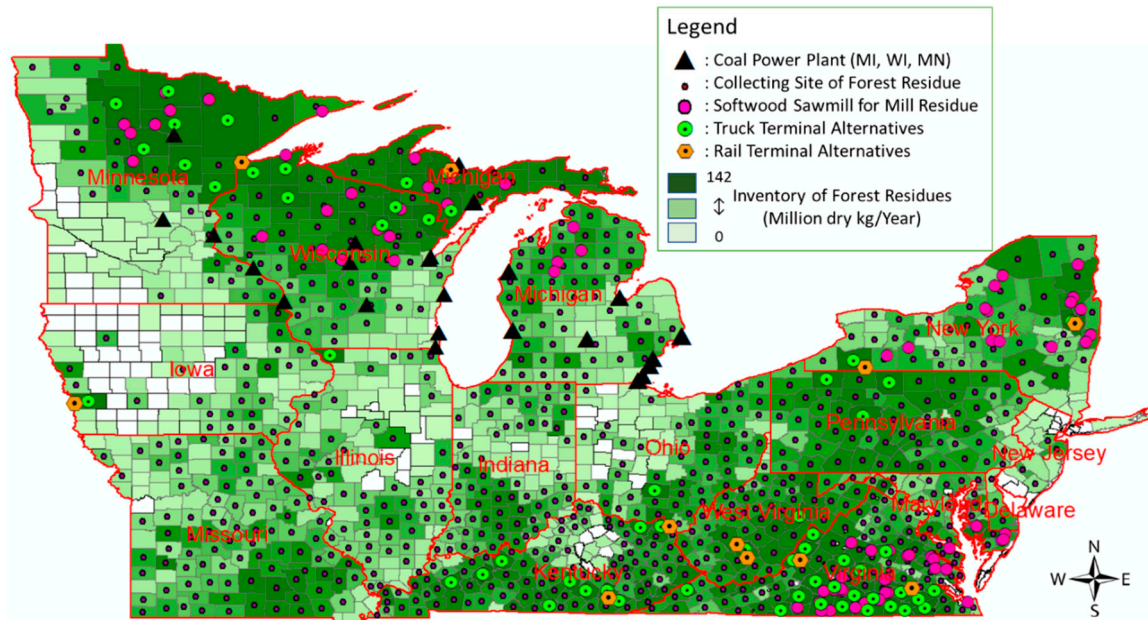 Legend
: Coal Power Plant (MI, WI, MN)
: Collecting Site of Forest Residue
: Softwood Sawmill for Mill Residue
: Truck Terminal Alternatives
: Rail Terminal Alternatives
142
Inventory of Forest Residues
(Million dry kg/Year)
0
Minnesota
Michigan
Wisconsin
Michigan
New York
Iowa
Pennsylvania
Ohio
New Jersey
Illinois
Indiana
West Virginia
Maryland
Delaware
Missouri
Kentucky
Virginia
N
W E
S